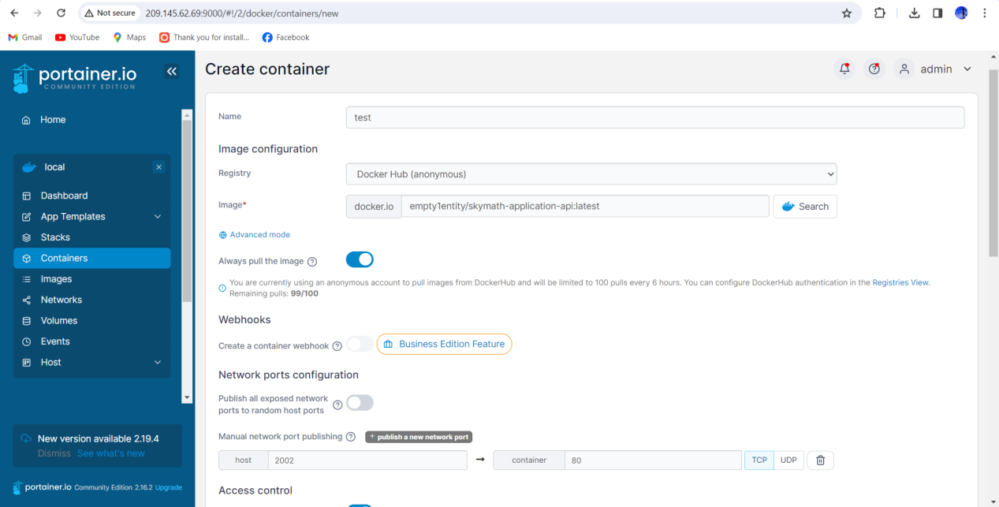 Not secure 209.145.62.69:9000/#!/2/docker/containers/new
Gmail YouTube Maps Thank you for install... Facebook
portainer.io
COMMUNITY EDITION
Home
local
Dashboard
App Templates
Stacks
Containers
Images
Networks
Volumes
Events
Host
New version available 2.19.4
Dismiss See what's new
portainer.io Community Edition 2.16.2 Upgrade
Create container
admin
Name test
Image configuration
Registry Docker Hub (anonymous)
Image* docker.io empty1entity/skymath-application-api:latest Search
Advanced mode
Always pull the image
You are currently using an anonymous account to pull images from DockerHub and will be limited to 100 pulls every 6 hours. You can configure DockerHub authentication in the Registries View.
Remaining pulls: 99/100
Webhooks
Create a container webhook Business Edition Feature
Network ports configuration
Publish all exposed network
ports to random host ports
Manual network port publishing + publish a new network port
host 2002 → container 80 TCP UDP
Access control